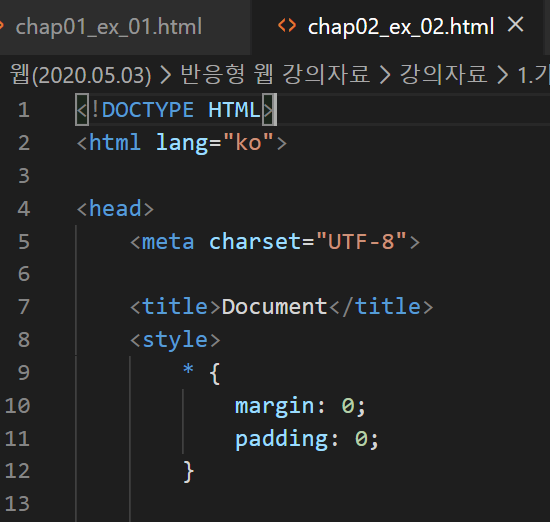 chap01_ex_01.html
chap02_ex_02.html
웹(2020.05.03) > 반응형 웹 강의자료 > 강의자료 > 1.
1 <!DOCTYPE HTML>
2 <html lang="ko">
3
4 <head>
5 <meta charset="UTF-8">
6
7 <title>Document</title>
8 <style>
9 * {
10 margin: 0;
11 padding: 0;
12 }
13